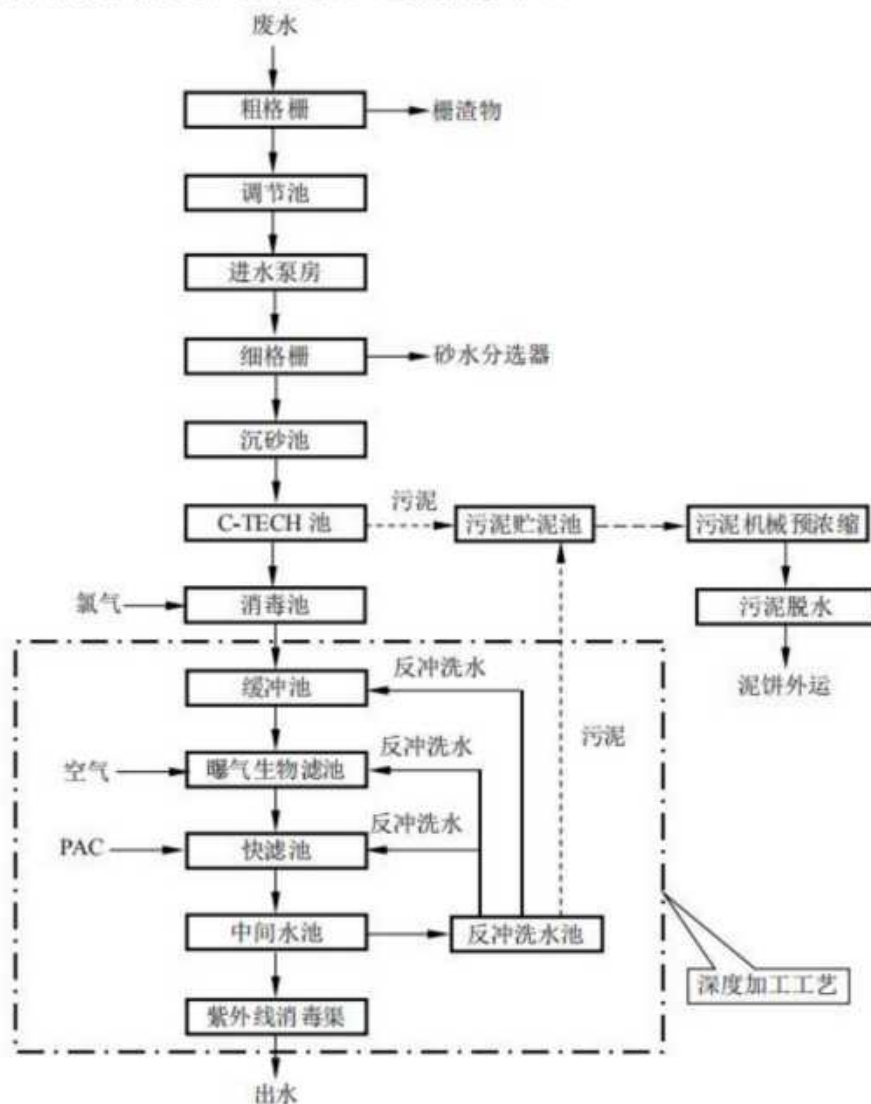 废水
粗格栅
栅渣物
调节池
进水泵房
细格栅
砂水分选器
沉砂池
C-TECH 池
污泥
污泥贮泥池
污泥机械预浓缩
氯气
消毒池
污泥脱水
泥饼外运
缓冲池
反冲洗水
污泥
空气
曝气生物滤池
反冲洗水
PAC
快滤池
反冲洗水
中间水池
反冲洗水池
深度加工工艺
紫外线消毒渠
出水